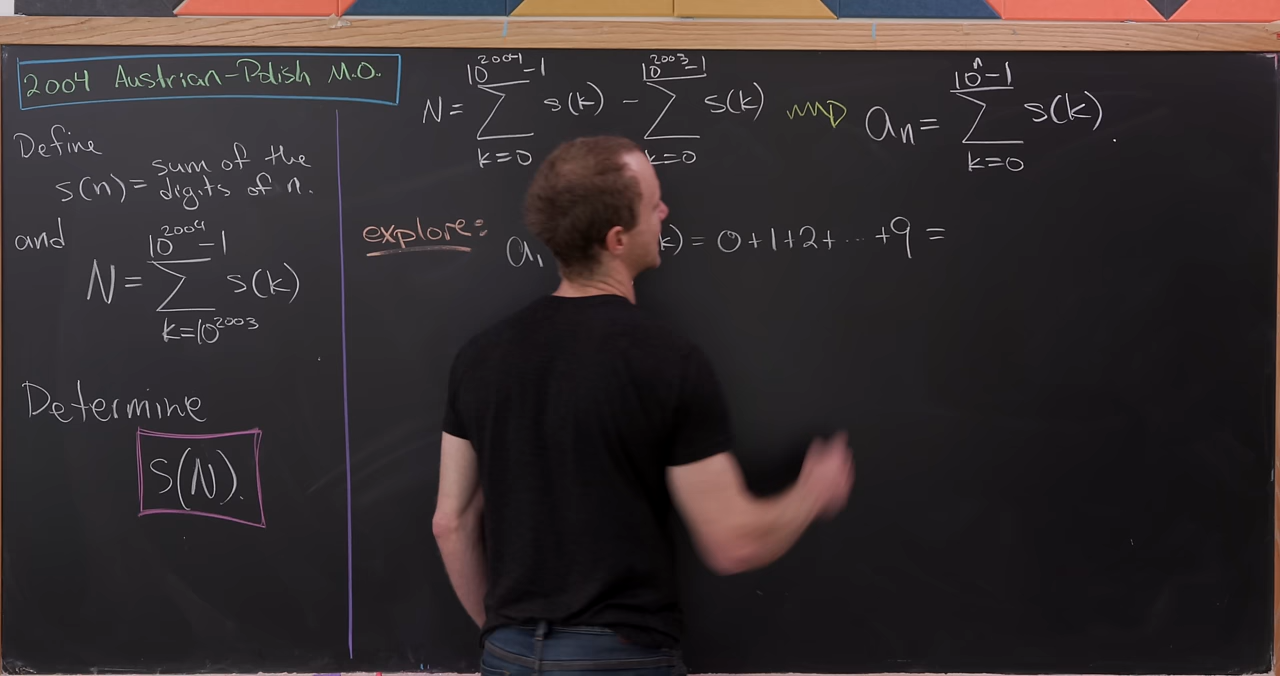 2004 Austrian-Polish M.O.
Define
s(n) = sum of the digits of n.
and
N = ∑_{k=10^{2003}}^{10^{2004}-1} s(k)
Determine
S(N).
N = ∑_{k=0}^{10^{2004}-1} s(k) - ∑_{k=0}^{10^{2003}-1} s(k) ⇝ a_n = ∑_{k=0}^{10^n-1} s(k).
explore:
a_1 k) = 0+1+2+⋯+9 =